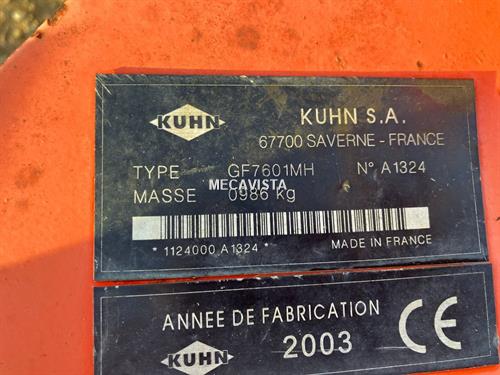 KUHN
KUHN S.A.
67700 SAVERNE - FRANCE
TYPE GF7601MH N° A1324
MECAVISTA
MASSE 0986 kg
* 1124000 A1324 * MADE IN FRANCE
KUHN
ANNEE DE FABRICATION
2003 CE
KUHN